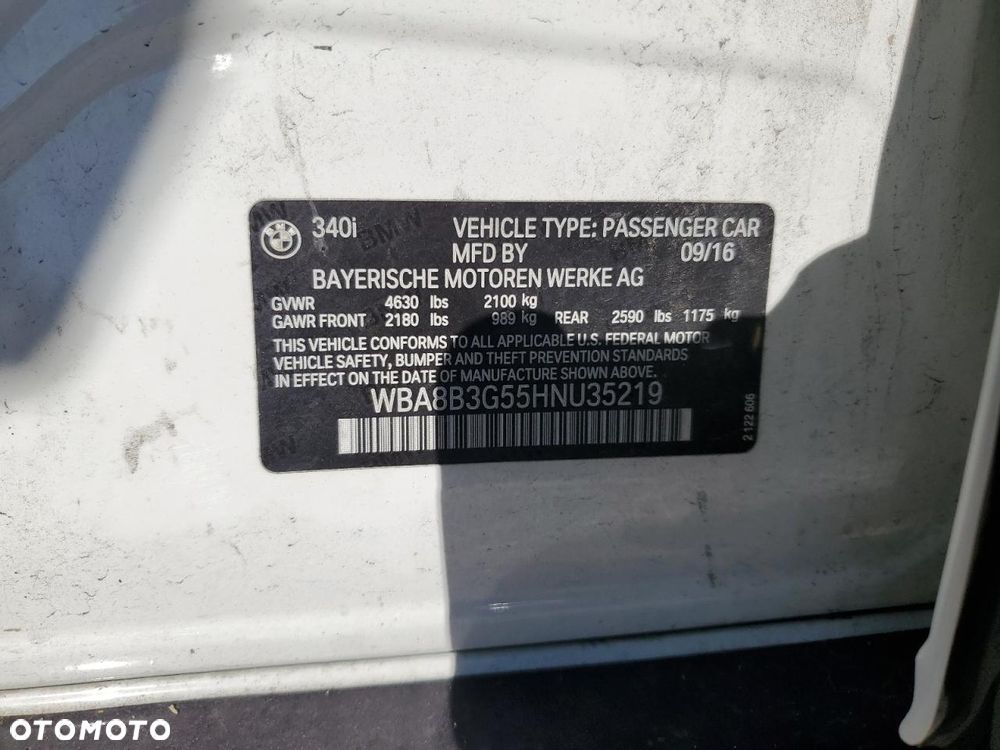 BMW 340i VEHICLE TYPE: PASSENGER CAR
MFD BY 09/16
BAYERISCHE MOTOREN WERKE AG
GVWR 4630 lbs 2100 kg
GAWR FRONT 2180 lbs 989 kg REAR 2590 lbs 1175 kg
THIS VEHICLE CONFORMS TO ALL APPLICABLE U.S. FEDERAL MOTOR
VEHICLE SAFETY, BUMPER AND THEFT PREVENTION STANDARDS
IN EFFECT ON THE DATE OF MANUFACTURE SHOWN ABOVE.
WBA8B3G55HNU35219
2 122 606
OTOMOTO